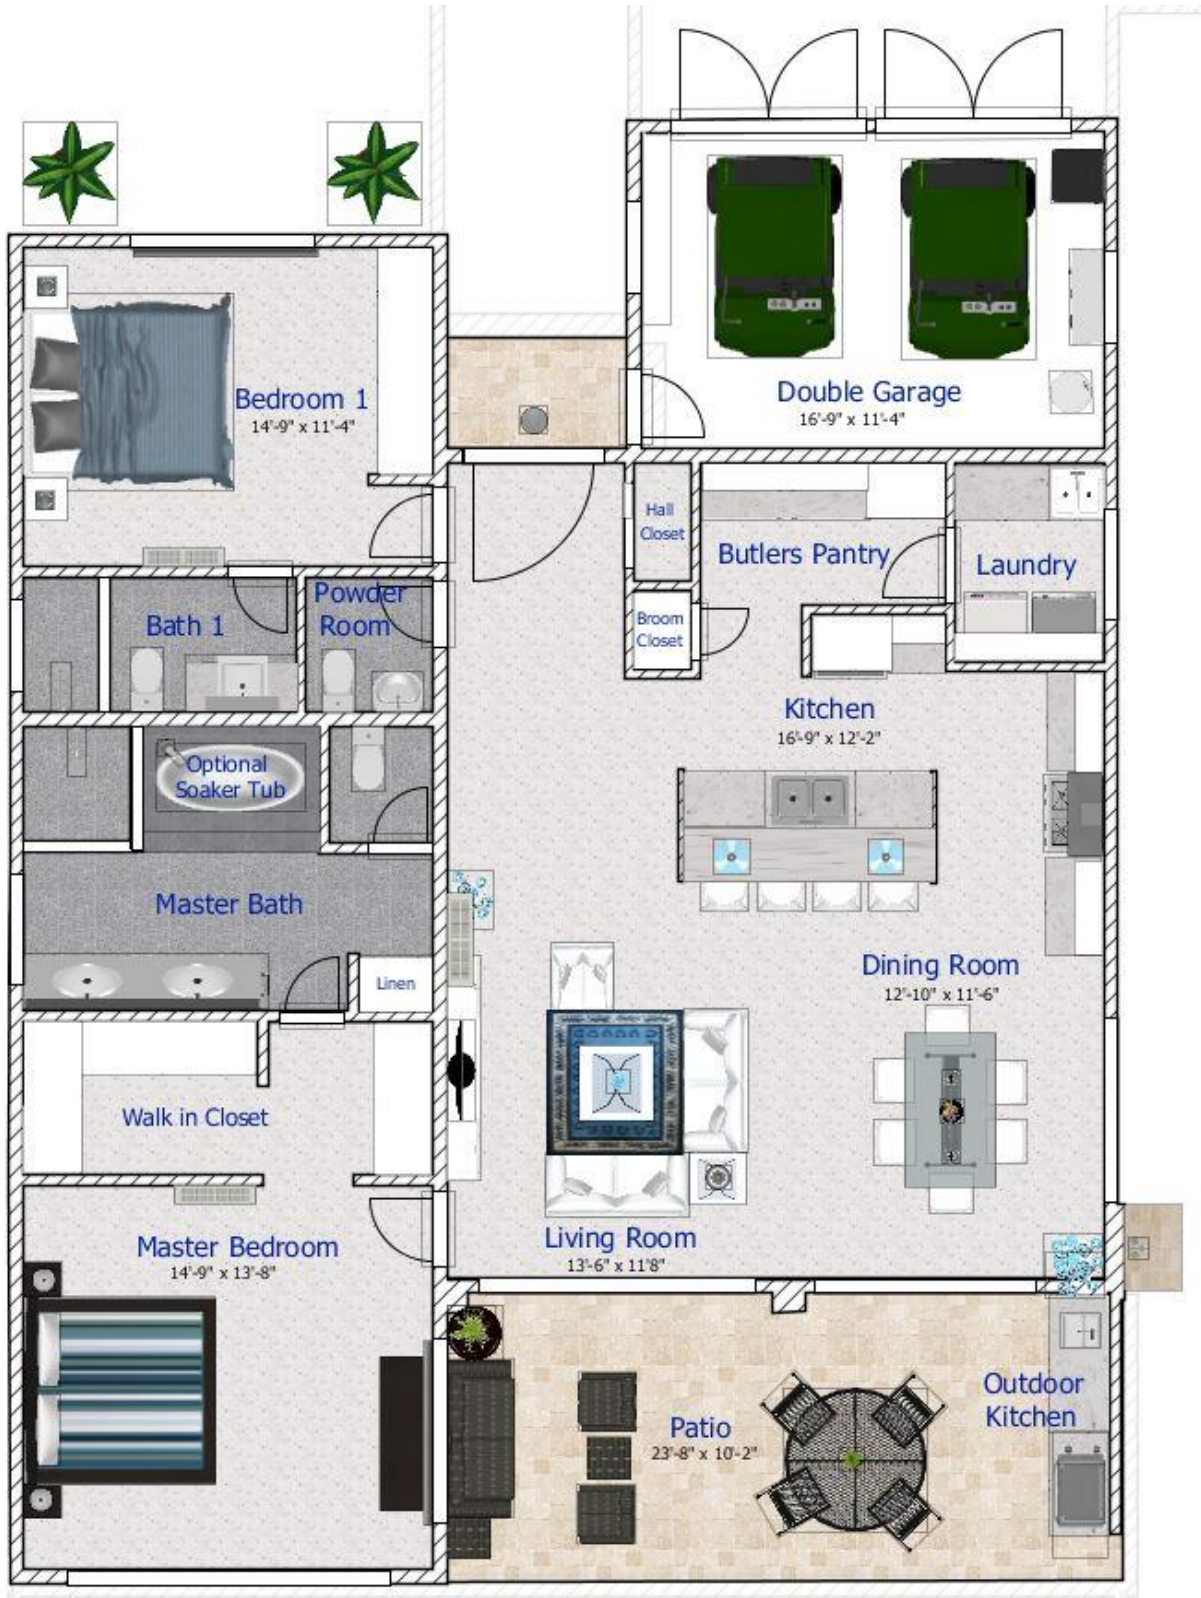 Bedroom 1
14'-9" x 11'-4"
Double Garage
16'-9" x 11'-4"
Hall
Closet
Butlers Pantry
Laundry
Powder
Room
Bath 1
Broom
Closet
Kitchen
16'-9" x 12'-2"
Optional
Soaker Tub
Master Bath
Linen
Dining Room
12'-10" x 11'-6"
Walk in Closet
Master Bedroom
14'-9" x 13'-8"
Living Room
13'-6" x 11'8"
Patio
23'-8" x 10'-2"
Outdoor
Kitchen